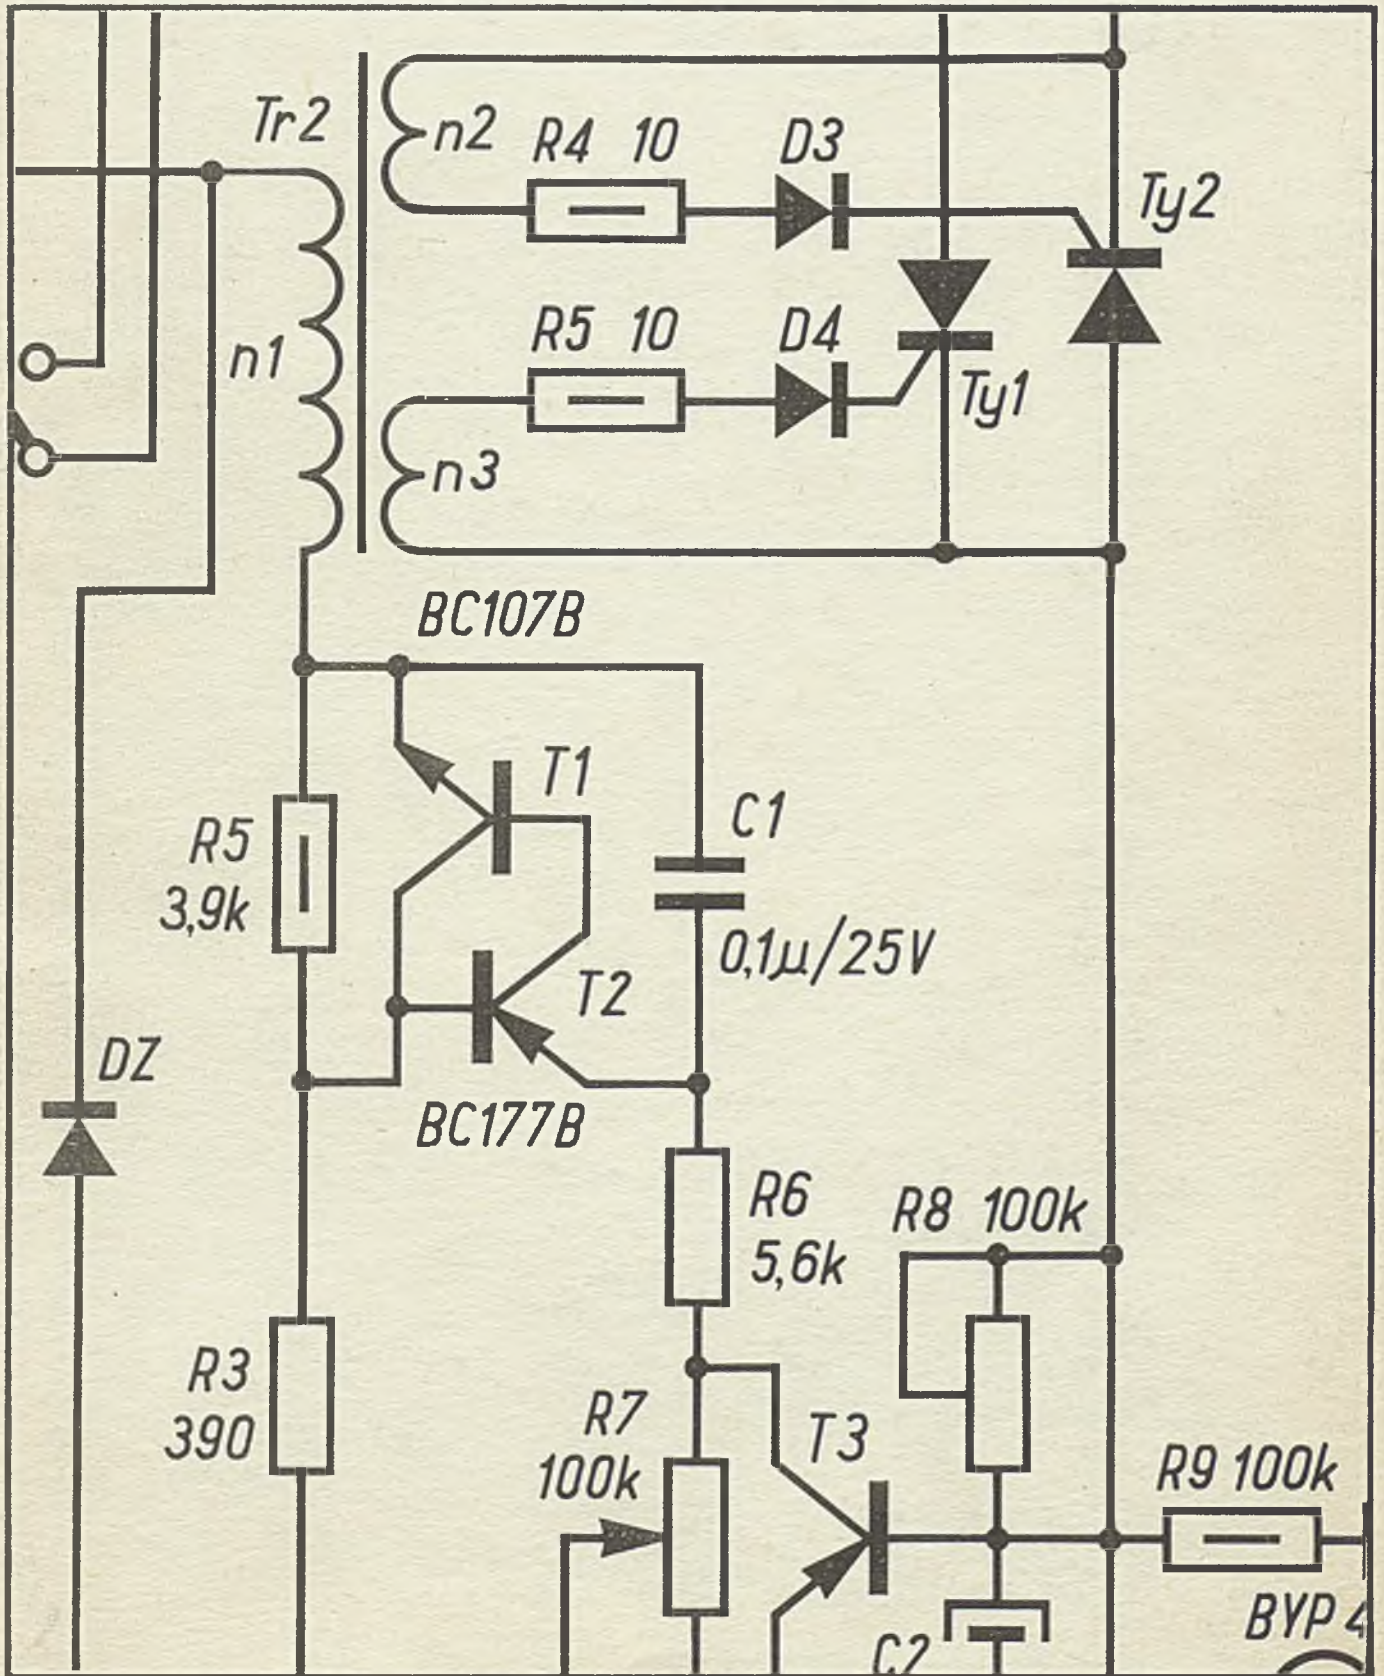 Tr2
n2
R4 10
D3
Ty2
n1
R5 10
D4
Ty1
n3
BC107B
T1
R5
3,9k
C1
0,1µ/25V
T2
DZ
BC177B
R6
5,6k
R8 100k
R3
390
R7
100k
T3
R9 100k
C2
BYP 4